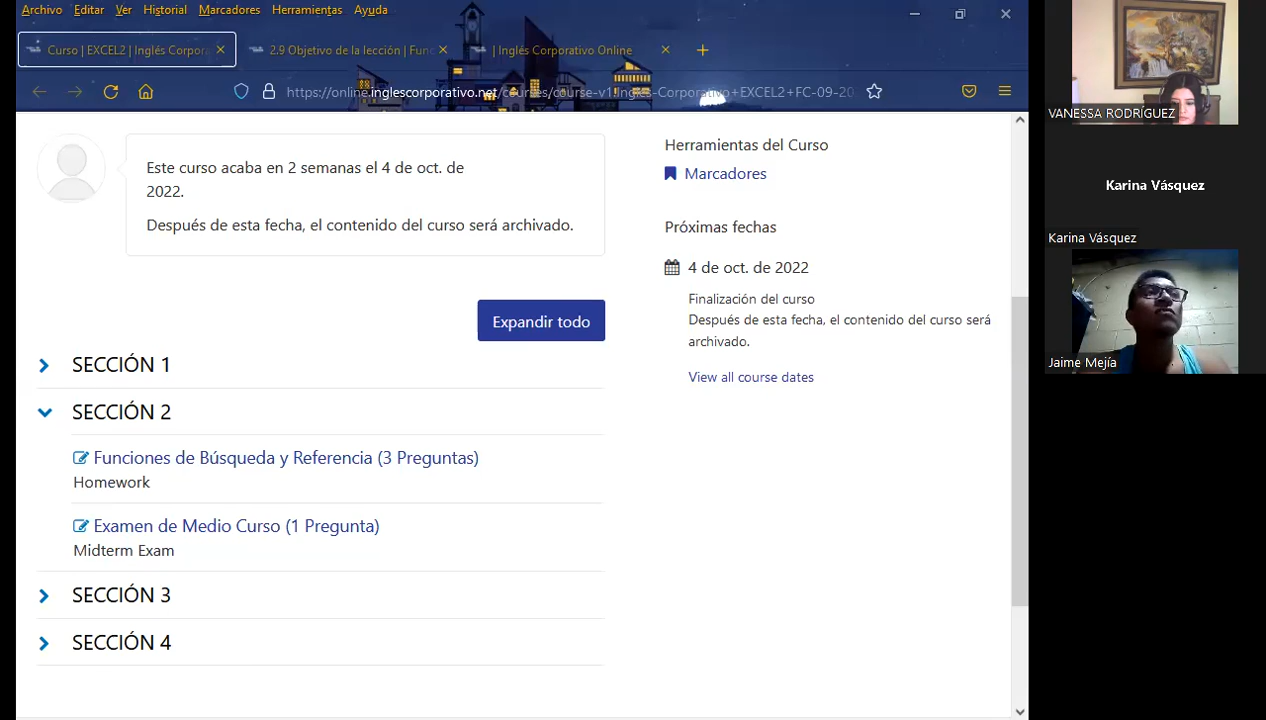 Archivo Editar Ver Historial Marcadores Herramientas Ayuda
Curso | EXCEL2 | Inglés Corpora
2.9 Objetivo de la lección | Fun
| Inglés Corporativo Online
https://online.inglescorporativo.net/courses/course-v1:Ingles-Corporativo+EXCEL2+FC-09-20
Este curso acaba en 2 semanas el 4 de oct. de
2022.
Después de esta fecha, el contenido del curso será archivado.
Expandir todo
SECCIÓN 1
SECCIÓN 2
Funciones de Búsqueda y Referencia (3 Preguntas)
Homework
Examen de Medio Curso (1 Pregunta)
Midterm Exam
SECCIÓN 3
SECCIÓN 4
Herramientas del Curso
Marcadores
Próximas fechas
4 de oct. de 2022
Finalización del curso
Después de esta fecha, el contenido del curso será
archivado.
View all course dates
VANESSA RODRÍGUEZ
Karina Vásquez
Karina Vásquez
Jaime Mejía